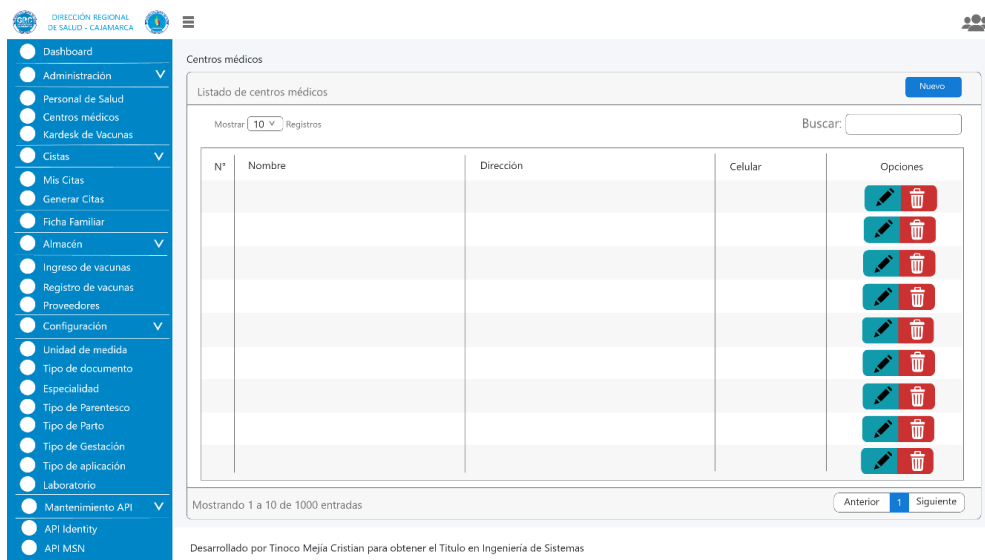 DIRECCIÓN REGIONAL
DE SALUD - CAJAMARCA
Dashboard
Administración
Personal de Salud
Centros médicos
Kardesk de Vacunas
Cistas
Mis Citas
Generar Citas
Ficha Familiar
Almacén
Ingreso de vacunas
Registro de vacunas
Proveedores
Configuración
Unidad de medida
Tipo de documento
Especialidad
Tipo de Parentesco
Tipo de Parto
Tipo de Gestación
Tipo de aplicación
Laboratorio
Mantenimiento API
API Identity
API MSN
Centros médicos
Listado de centros médicos
Nuevo
Mostrar 10 Registros
Buscar:
N° Nombre Dirección Celular Opciones
Mostrando 1 a 10 de 1000 entradas
Anterior 1 Siguiente
Desarrollado por Tinoco Mejía Cristian para obtener el Titulo en Ingeniería de Sistemas